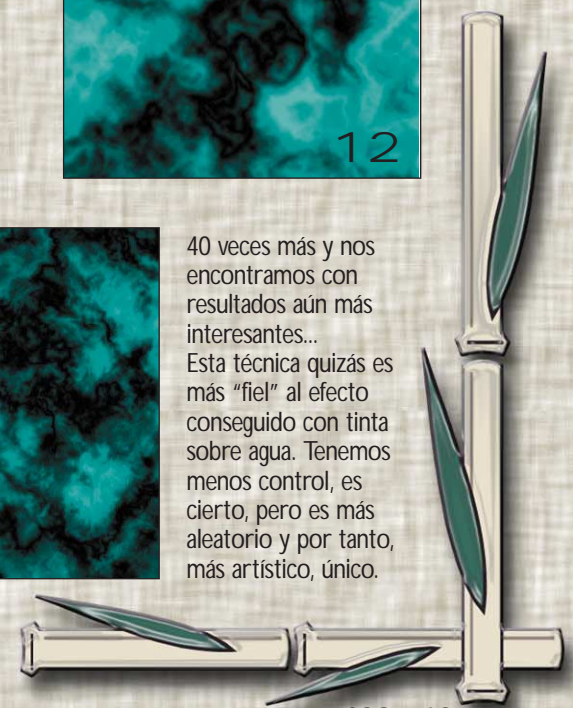 12
40 veces más y nos
encontramos con
resultados aún más
interesantes...
Esta técnica quizás es
más “fiel” al efecto
conseguido con tinta
sobre agua. Tenemos
menos control, es
cierto, pero es más
aleatorio y por tanto,
más artístico, único.